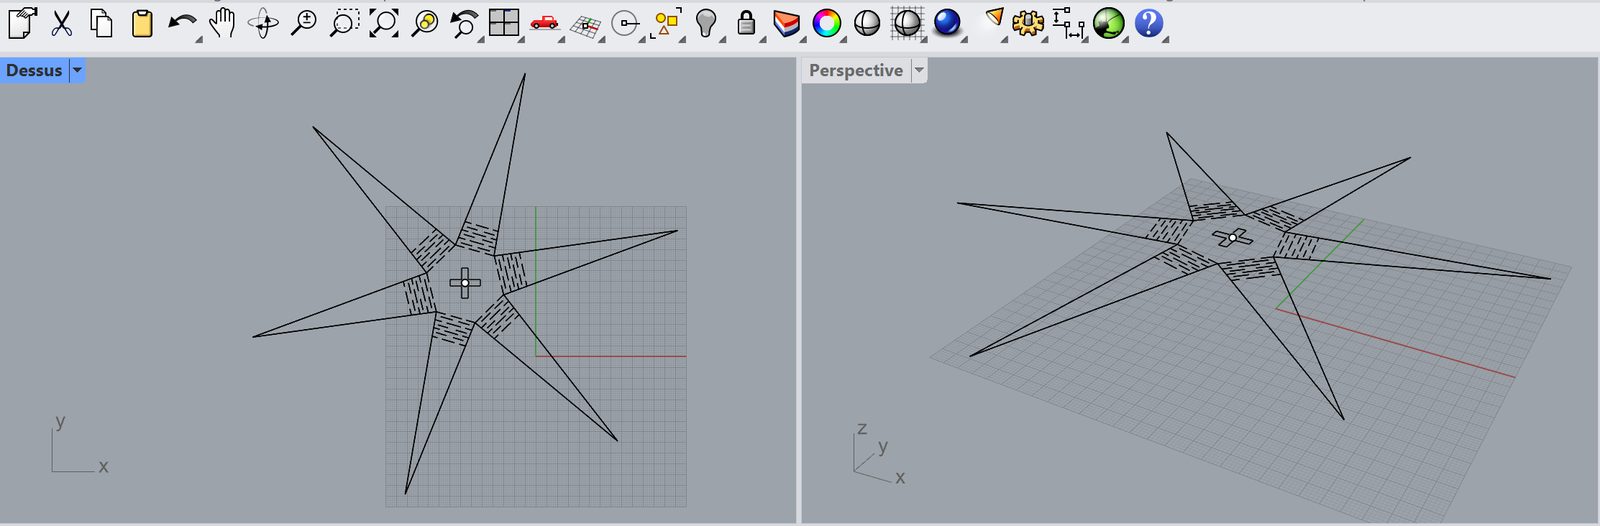 ?
Dessus
Perspective
y
x
z
y
x